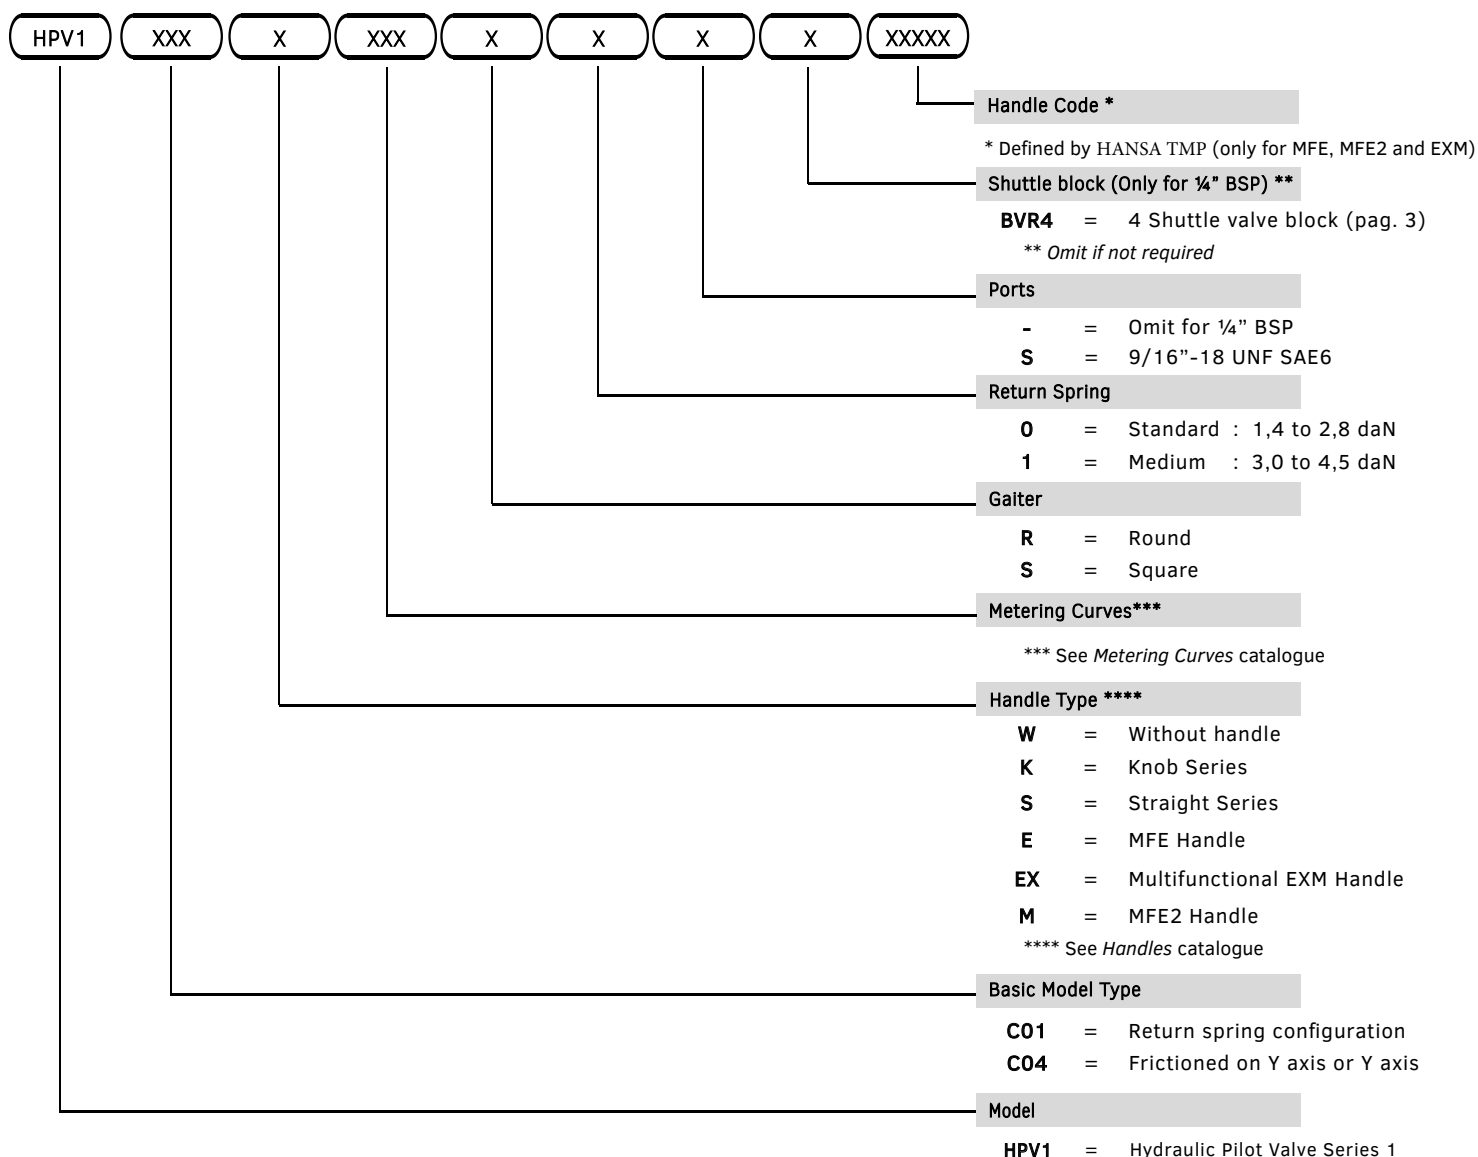 HPV1 XXX X XXX X X X X XXXXX
Handle Code *
* Defined by HANSA TMP (only for MFE, MFE2 and EXM)
Shuttle block (Only for ¼" BSP) **
BVR4 = 4 Shuttle valve block (pag. 3)
** Omit if not required
Ports
- = Omit for ¼” BSP
S = 9/16”-18 UNF SAE6
Return Spring
0 = Standard : 1,4 to 2,8 daN
1 = Medium : 3,0 to 4,5 daN
Gaiter
R = Round
S = Square
Metering Curves***
*** See Metering Curves catalogue
Handle Type ****
W = Without handle
K = Knob Series
S = Straight Series
E = MFE Handle
EX = Multifunctional EXM Handle
M = MFE2 Handle
**** See Handles catalogue
Basic Model Type
C01 = Return spring configuration
C04 = Frictioned on Y axis or Y axis
Model
HPV1 = Hydraulic Pilot Valve Series 1